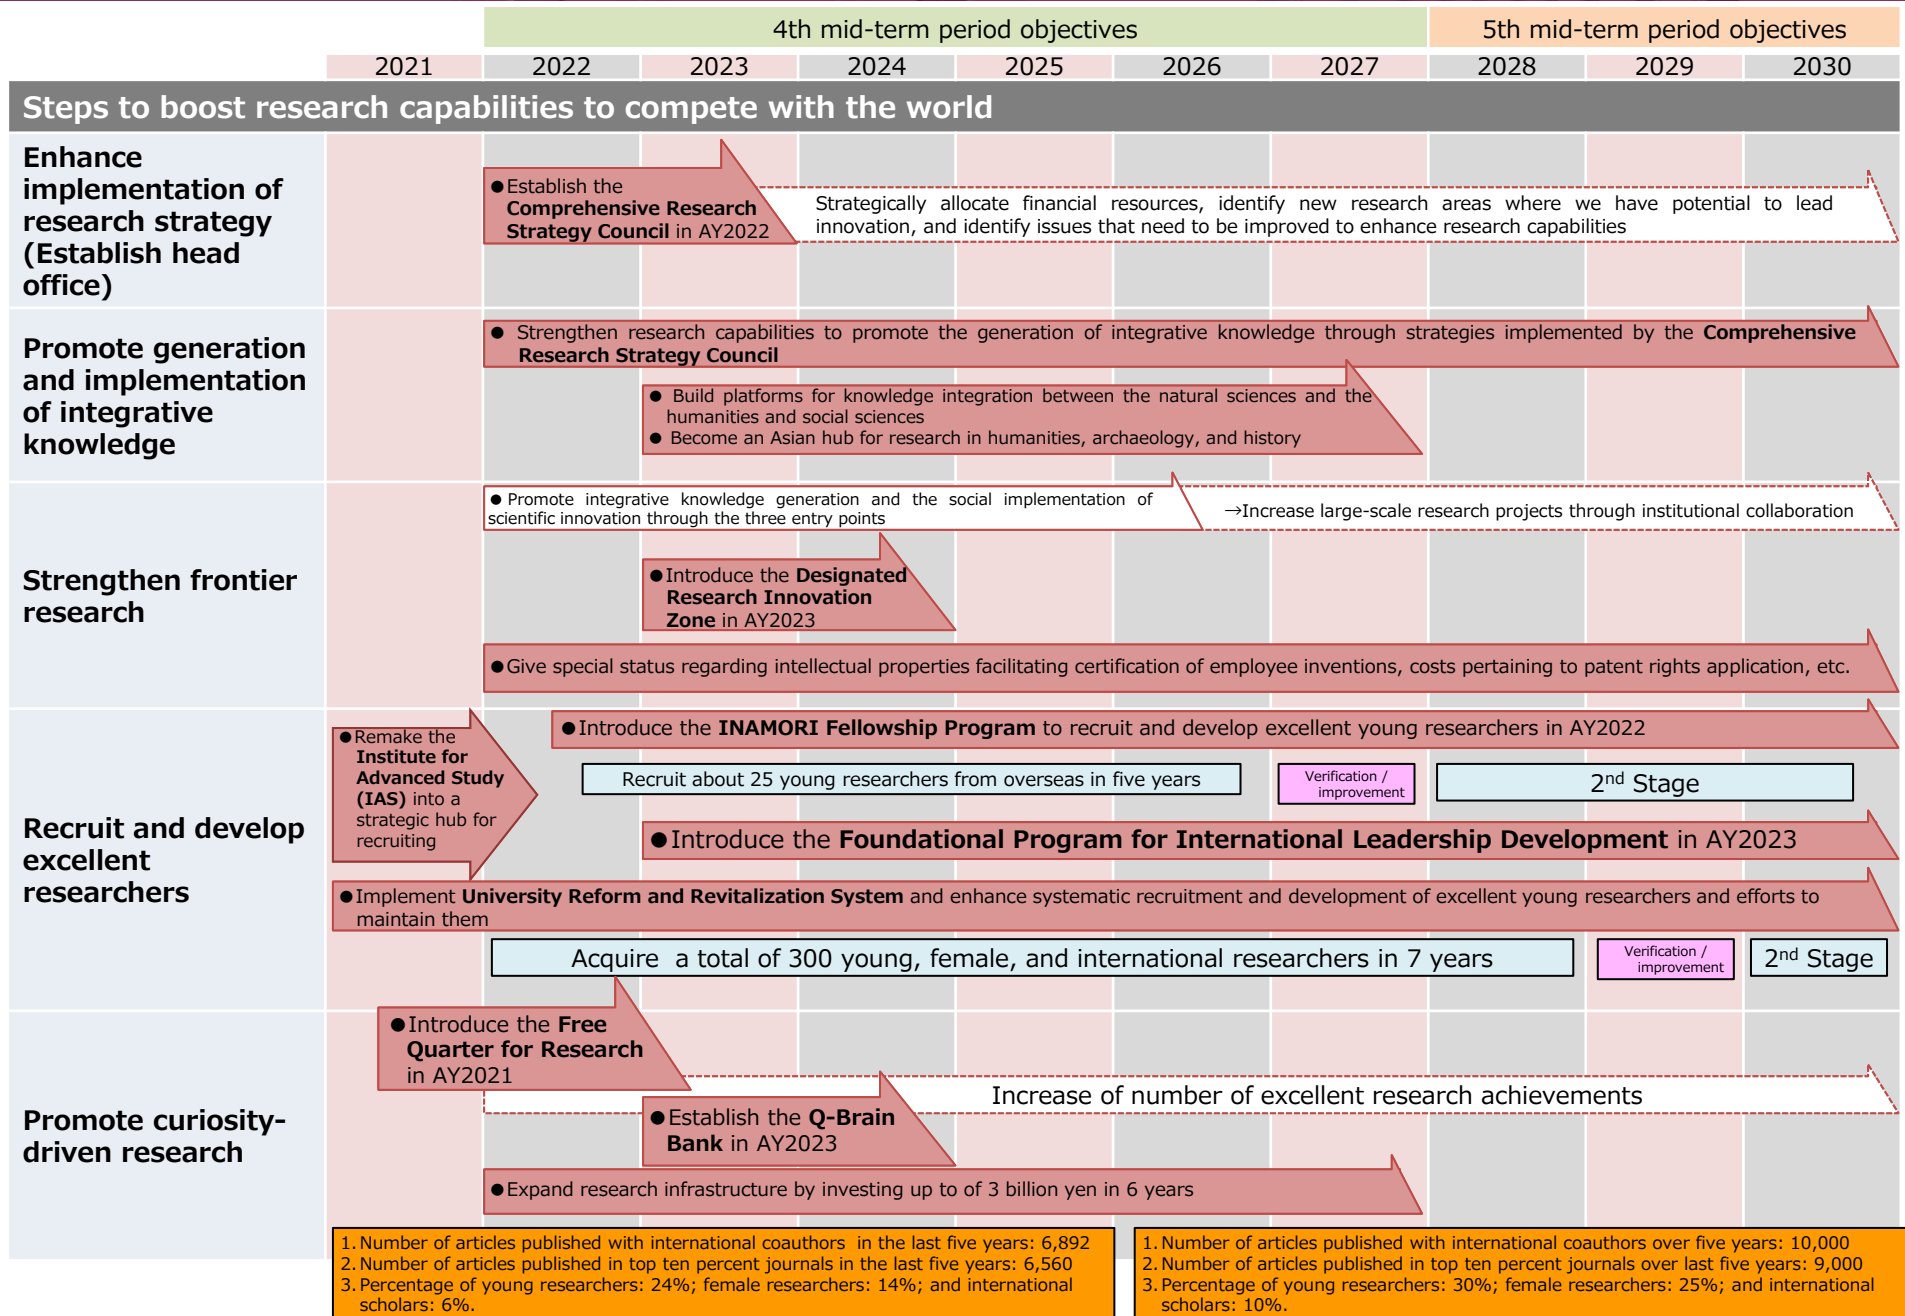 4th mid-term period objectives
5th mid-term period objectives
2021 2022 2023 2024 2025 2026 2027 2028 2029 2030
Steps to boost research capabilities to compete with the world
Enhance
implementation of
research strategy
(Establish head
office)
●Establish the
Comprehensive Research
Strategy Council in AY2022
Strategically allocate financial resources, identify new research areas where we have potential to lead
innovation, and identify issues that need to be improved to enhance research capabilities
Promote generation
and implementation
of integrative
knowledge
● Strengthen research capabilities to promote the generation of integrative knowledge through strategies implemented by the Comprehensive
Research Strategy Council
● Build platforms for knowledge integration between the natural sciences and the
humanities and social sciences
● Become an Asian hub for research in humanities, archaeology, and history
Strengthen frontier
research
● Promote integrative knowledge generation and the social implementation of
scientific innovation through the three entry points
→Increase large-scale research projects through institutional collaboration
●Introduce the Designated
Research Innovation
Zone in AY2023
●Give special status regarding intellectual properties facilitating certification of employee inventions, costs pertaining to patent rights application, etc.
Recruit and develop
excellent
researchers
●Remake the
Institute for
Advanced Study
(IAS) into a
strategic hub for
recruiting
●Introduce the INAMORI Fellowship Program to recruit and develop excellent young researchers in AY2022
Recruit about 25 young researchers from overseas in five years
Verification /
improvement
2nd Stage
●Introduce the Foundational Program for International Leadership Development in AY2023
●Implement University Reform and Revitalization System and enhance systematic recruitment and development of excellent young researchers and efforts to
maintain them
Acquire a total of 300 young, female, and international researchers in 7 years
Verification /
improvement
2nd Stage
Promote curiosity-
driven research
●Introduce the Free
Quarter for Research
in AY2021
Increase of number of excellent research achievements
●Establish the Q-Brain
Bank in AY2023
●Expand research infrastructure by investing up to of 3 billion yen in 6 years
1. Number of articles published with international coauthors in the last five years: 6,892
2. Number of articles published in top ten percent journals in the last five years: 6,560
3. Percentage of young researchers: 24%; female researchers: 14%; and international
scholars: 6%.
1. Number of articles published with international coauthors over five years: 10,000
2. Number of articles published in top ten percent journals over last five years: 9,000
3. Percentage of young researchers: 30%; female researchers: 25%; and international
scholars: 10%.